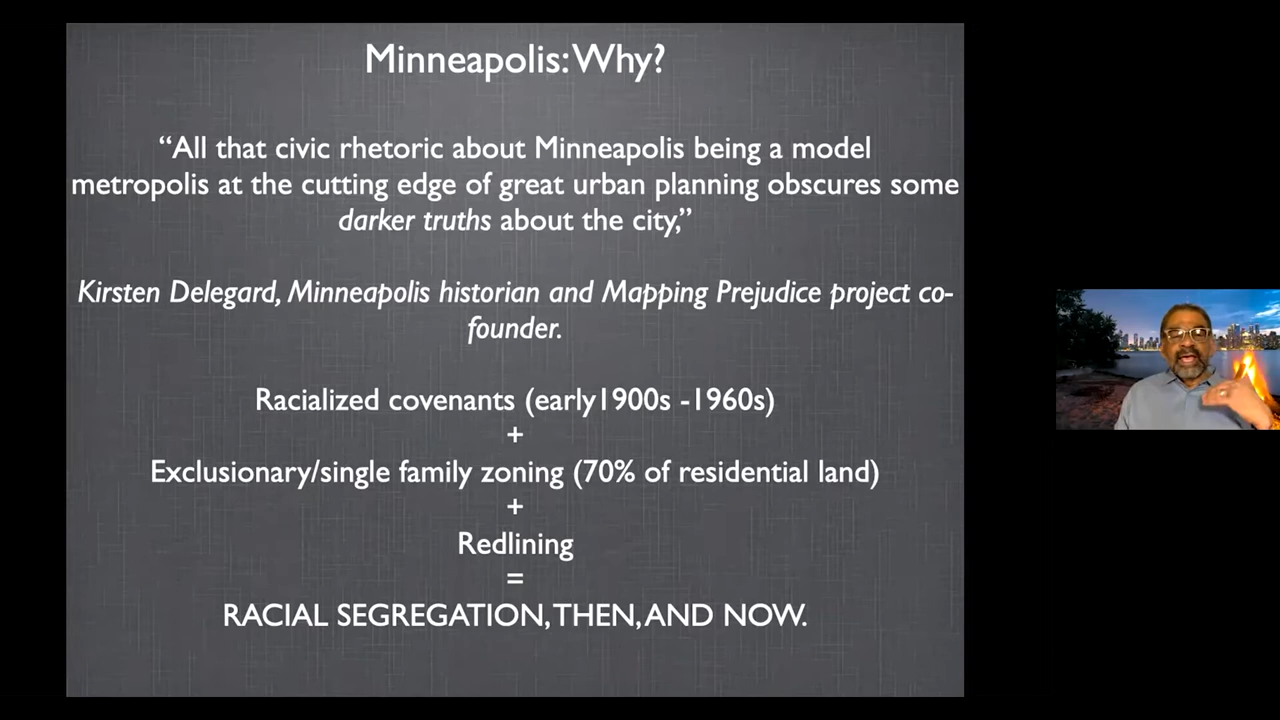 Minneapolis: Why?
“All that civic rhetoric about Minneapolis being a model
metropolis at the cutting edge of great urban planning obscures some
darker truths about the city,”
Kirsten Delegard, Minneapolis historian and Mapping Prejudice project co-
founder.
Racialized covenants (early1900s -1960s)
+
Exclusionary/single family zoning (70% of residential land)
+
Redlining
=
RACIAL SEGREGATION, THEN, AND NOW.